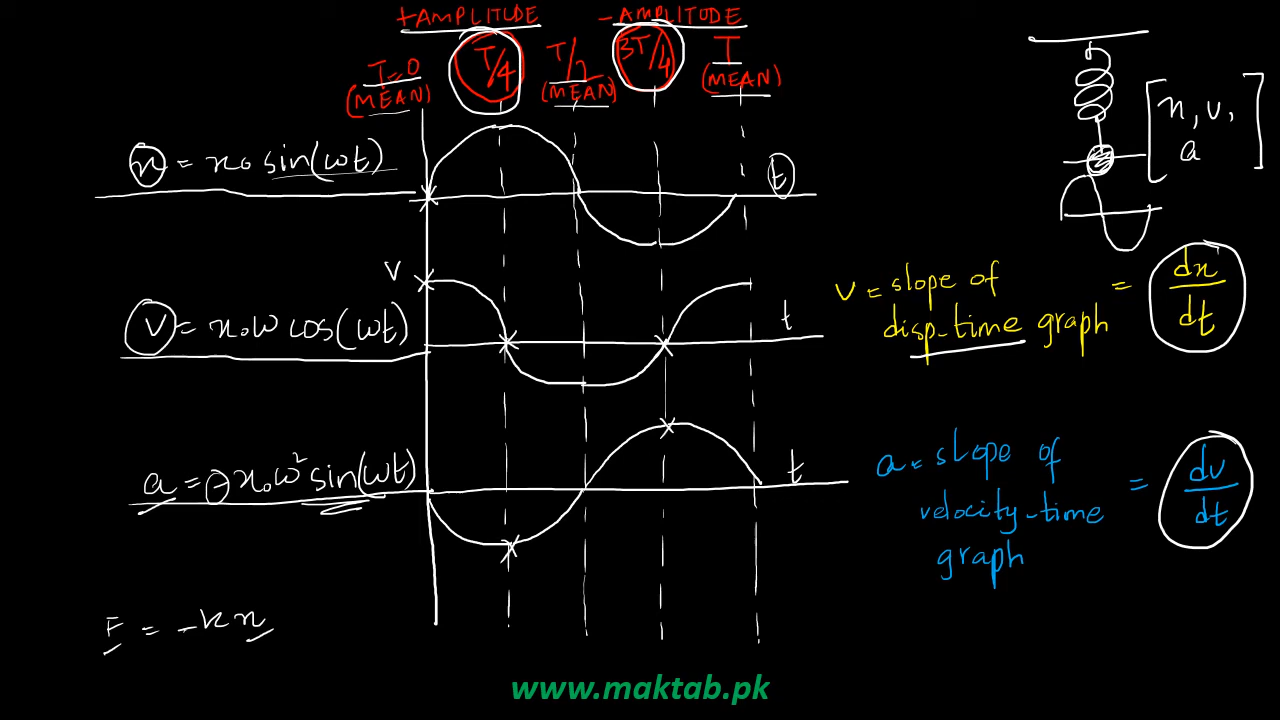 +AMPLITUDE
-AMPLITUDE
T=0
(MEAN)
T/4
T/2
(MEAN)
3T/4
T
(MEAN)
x, v,
a
x = x₀ sin(ωt)
t
v
v = x₀ω cos(ωt)
t
v = slope of
disp-time graph
= dx/dt
a = -x₀ω² sin(ωt)
t
a = slope of
velocity-time
graph
= dv/dt
F = -kx
www.maktab.pk